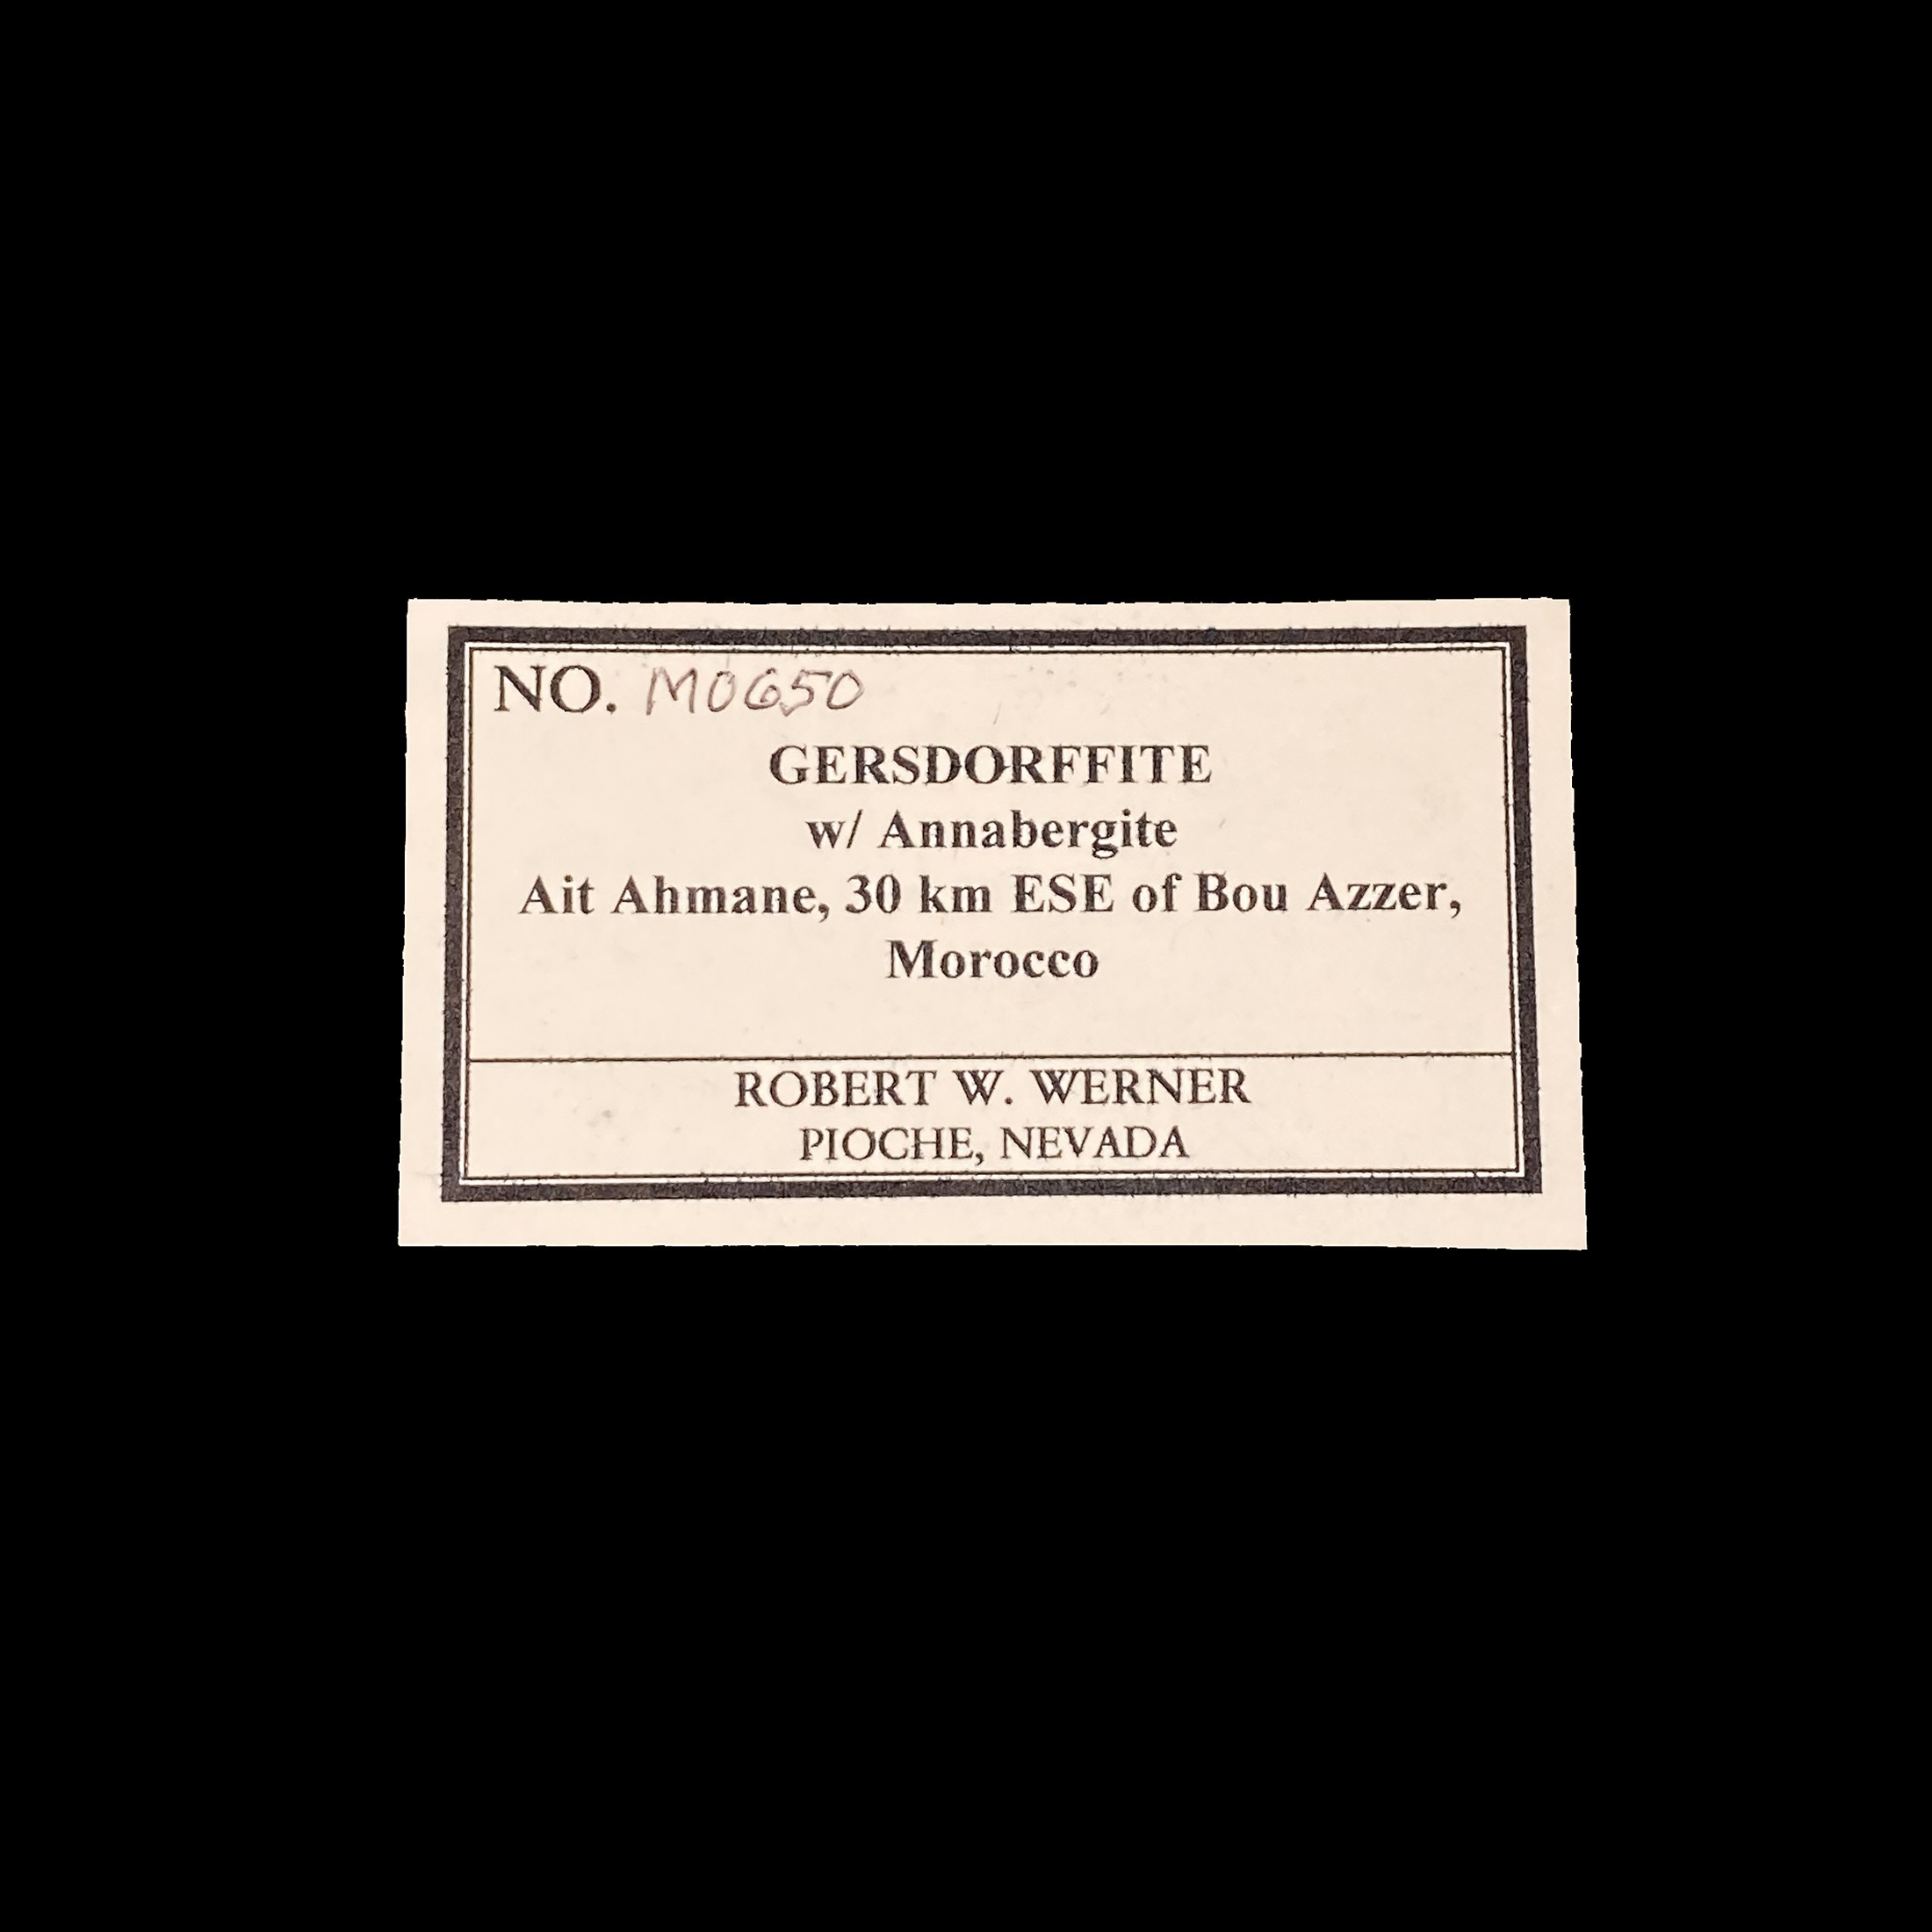 NO. M0650
GERSDORFFITE
w/ Annabergite
Ait Ahmane, 30 km ESE of Bou Azzer,
Morocco
ROBERT W. WERNER
PIOCHE, NEVADA